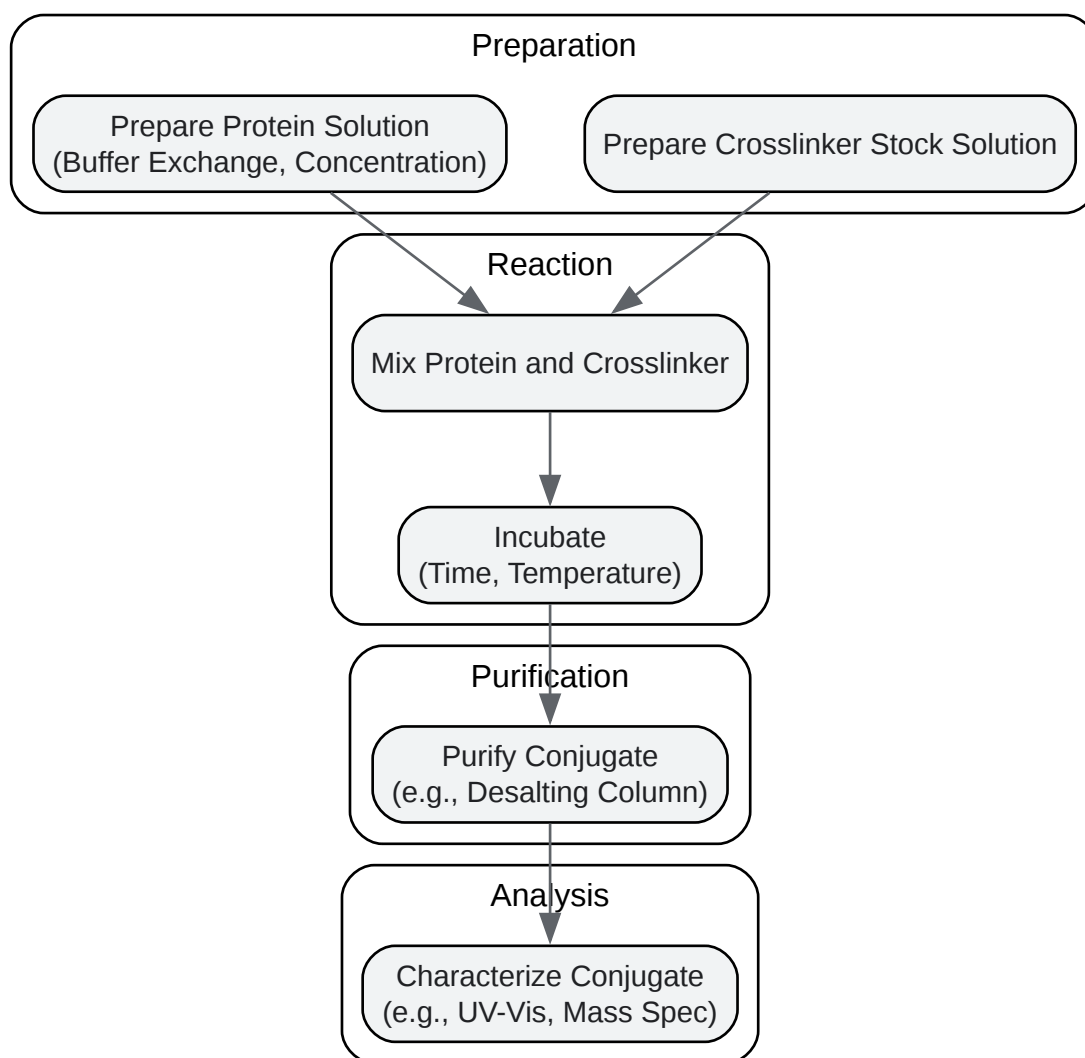 Preparation
Prepare Protein Solution
(Buffer Exchange, Concentration)
Prepare Crosslinker Stock Solution
Reaction
Mix Protein and Crosslinker
Incubate
(Time, Temperature)
Purification
Purify Conjugate
(e.g., Desalting Column)
Analysis
Characterize Conjugate
(e.g., UV-Vis, Mass Spec)